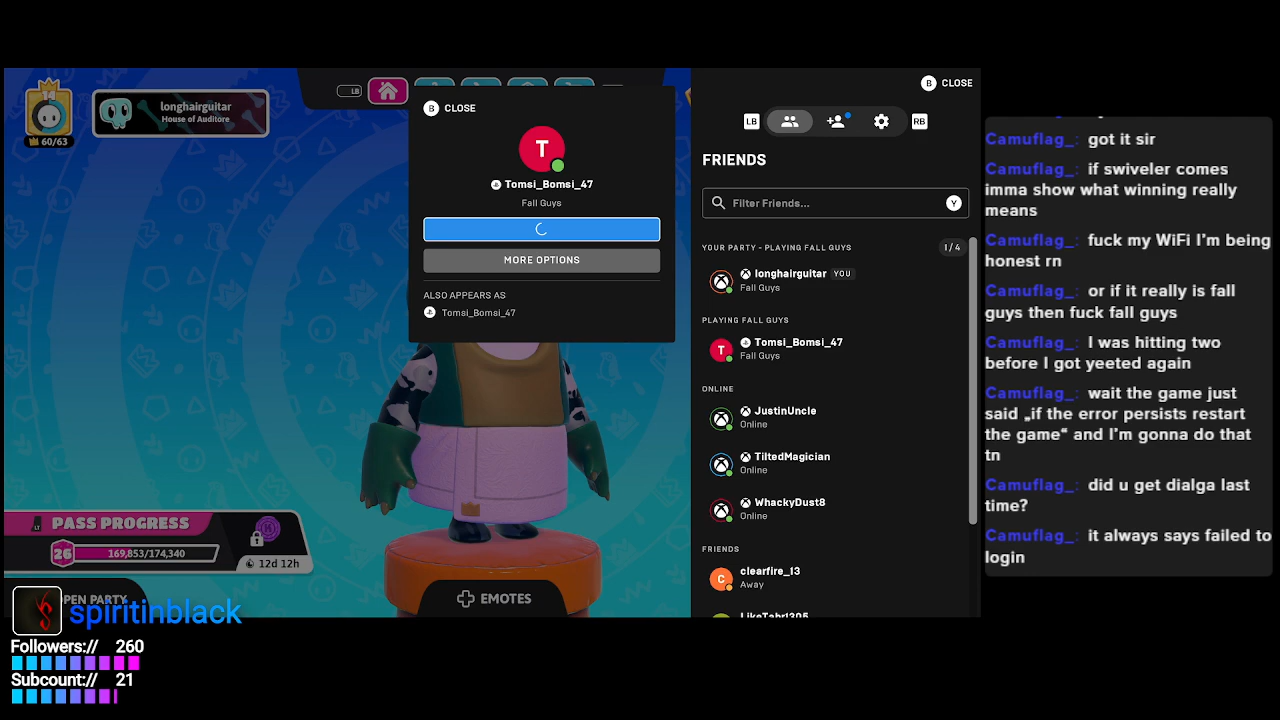 14
60/63
longhairguitar
House of Auditore
LB
B CLOSE
T
Tomsi_Bomsi_47
Fall Guys
MORE OPTIONS
ALSO APPEARS AS
Tomsi_Bomsi_47
B CLOSE
LB
RB
FRIENDS
Filter Friends...
Y
YOUR PARTY - PLAYING FALL GUYS
1/4
longhairguitar YOU
Fall Guys
PLAYING FALL GUYS
T
Tomsi_Bomsi_47
Fall Guys
ONLINE
JustinUncle
Online
TiltedMagician
Online
WhackyDust8
Online
FRIENDS
C
clearfire_13
Away
LikeTahr1305
Camuflag_: got it sir
Camuflag_: if swiveler comes
imma show what winning really
means
Camuflag_: fuck my WiFi I'm being
honest rn
Camuflag_: or if it really is fall
guys then fuck fall guys
Camuflag_: I was hitting two
before I got yeeted again
Camuflag_: wait the game just
said „if the error persists restart
the game“ and I'm gonna do that
tn
Camuflag_: did u get dialga last
time?
Camuflag_: it always says failed to
login
LT
PASS PROGRESS
26
169,853/174,340
12d 12h
PEN PARTY
EMOTES
spiritinblack
Followers:// 260
Subcount:// 21